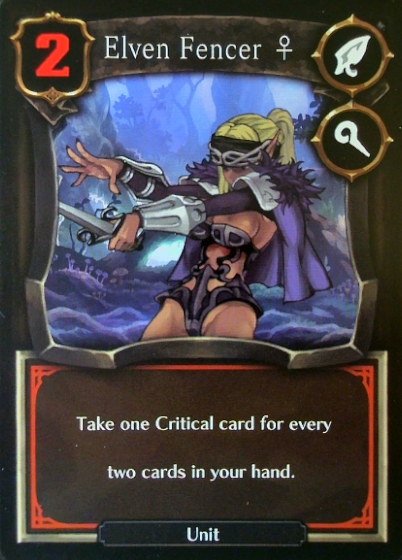 2
Elven Fencer ♀
Take one Critical card for every
two cards in your hand.
Unit